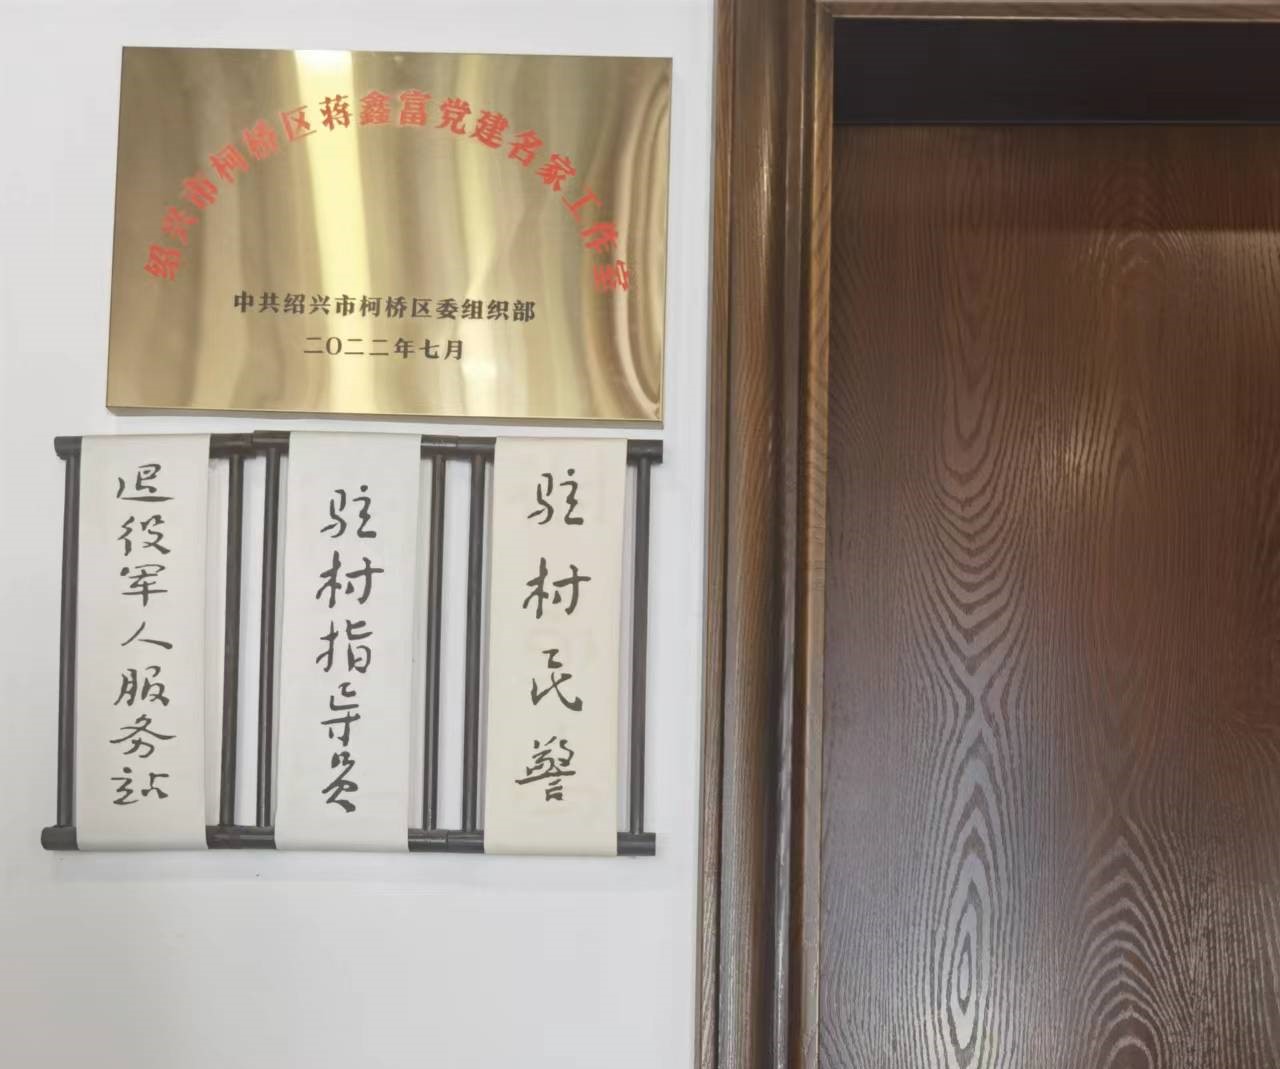 绍兴市柯桥区蒋鑫富党建名家工作室
中共绍兴市柯桥区委组织部
二〇二二年七月
退役军人服务站
驻村指导员
驻村民警